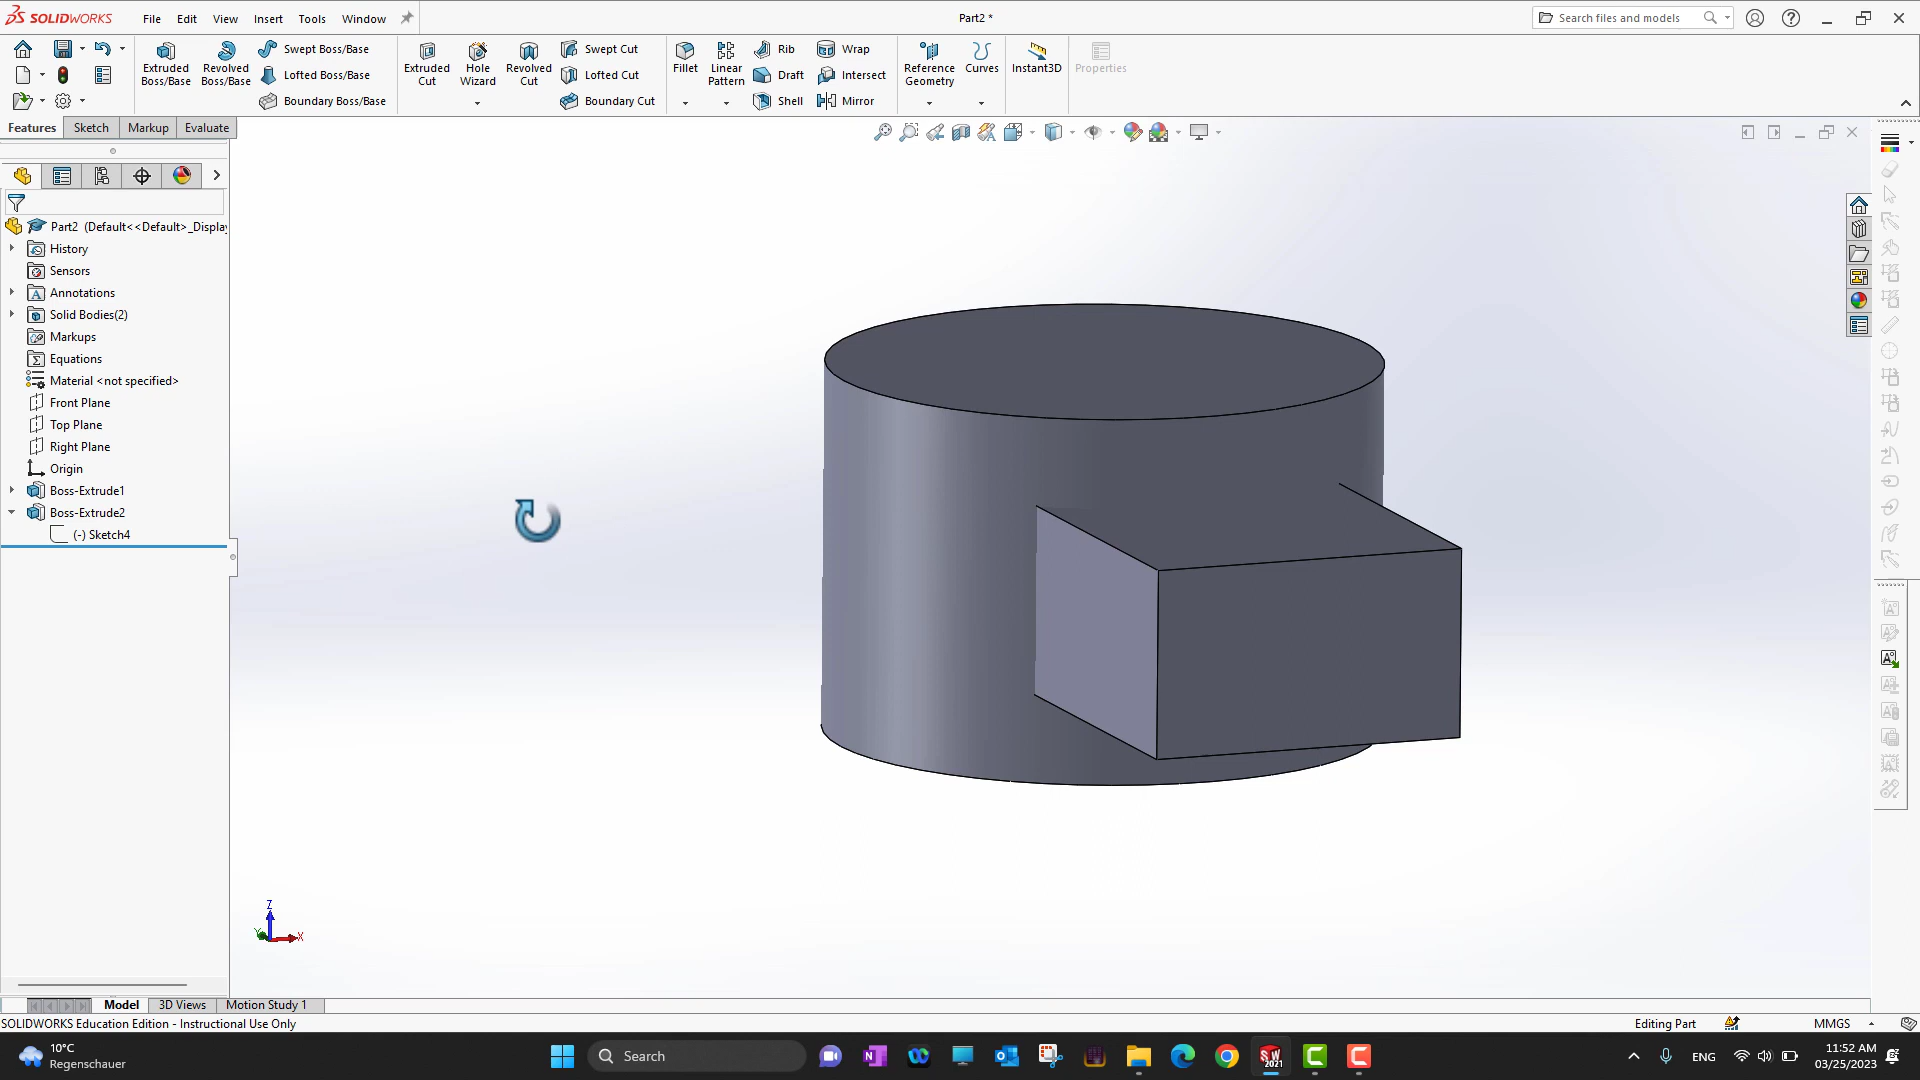 SOLIDWORKS
File
Edit
View
Insert
Tools
Window
Part2 *
Search files and models
Extruded Boss/Base
Revolved Boss/Base
Swept Boss/Base
Lofted Boss/Base
Boundary Boss/Base
Extruded Cut
Hole Wizard
Revolved Cut
Swept Cut
Lofted Cut
Boundary Cut
Fillet
Linear Pattern
Rib
Draft
Shell
Wrap
Intersect
Mirror
Reference Geometry
Curves
Instant3D
Properties
Features
Sketch
Markup
Evaluate
Part2 (Default<<Default>_Display
History
Sensors
Annotations
Solid Bodies(2)
Markups
Equations
Material <not specified>
Front Plane
Top Plane
Right Plane
Origin
Boss-Extrude1
Boss-Extrude2
(-) Sketch4
Z
Y
X
Model
3D Views
Motion Study 1
SOLIDWORKS Education Edition - Instructional Use Only
Editing Part
MMGS
10°C
Regenschauer
Search
ENG
11:52 AM
03/25/2023